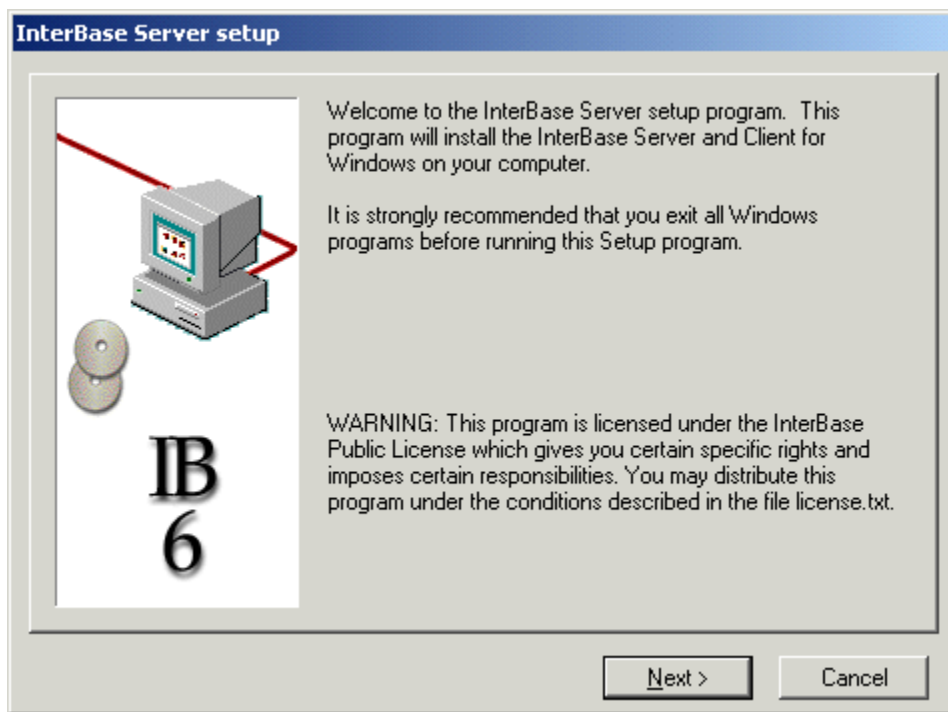 InterBase Server setup
Welcome to the InterBase Server setup program.  This
program will install the InterBase Server and Client for
Windows on your computer.
It is strongly recommended that you exit all Windows
programs before running this Setup program.
WARNING: This program is licensed under the InterBase
Public License which gives you certain specific rights and
imposes certain responsibilities. You may distribute this
program under the conditions described in the file license.txt.
IB
6
Next >
Cancel